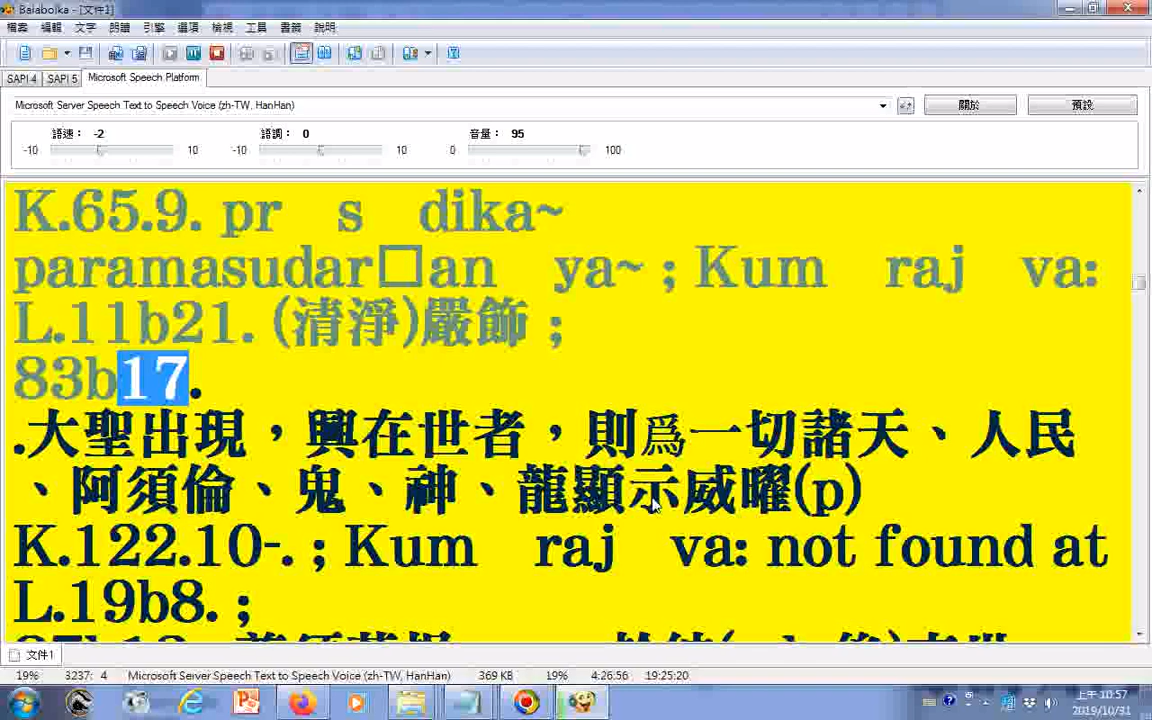 Balabolka - [文件1]
檔案 編輯 文字 朗讀 引擎 選項 檢視 工具 書籤 說明
SAPI 4 SAPI 5 Microsoft Speech Platform
Microsoft Server Speech Text to Speech Voice (zh-TW, HanHan) 關於 預設
語速： -2 語調： 0 音量： 95
-10 10 -10 10 0 100
K.65.9. pr s dika~
paramasudar□an ya~ ; Kum raj va:
L.11b21. (清淨)嚴飾 ;
83b17.
.大聖出現，興在世者，則爲一切諸天、人民
、阿須倫、鬼、神、龍顯示威曜(p)
K.122.10-. ; Kum raj va: not found at
L.19b8. ;
文件1
19% 3237: 4 Microsoft Server Speech Text to Speech Voice (zh-TW, HanHan) 369 KB 19% 4:26:56 19:25:20
上午 10:57
2019/10/31